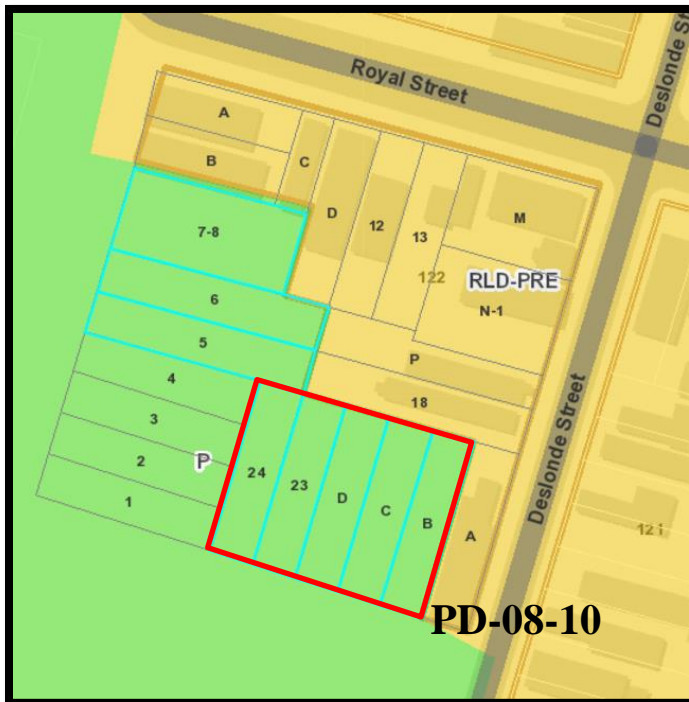 Royal Street
Deslonde St
A
B
C
D
12
13
M
7-8
122
RLD-PRE
N-1
6
5
P
4
18
3
2
P
1
24
23
D
C
B
A
Deslonde Street
PD-08-10